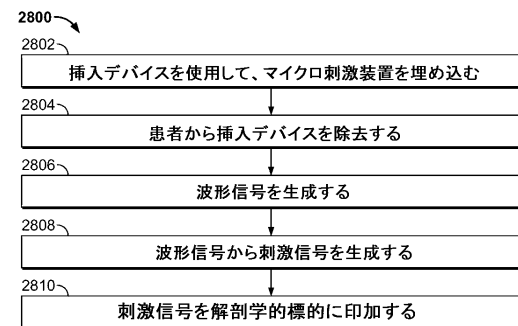 2800
2802
挿入デバイスを使用して、マイクロ刺激装置を埋め込む
2804
患者から挿入デバイスを除去する
2806
波形信号を生成する
2808
波形信号から刺激信号を生成する
2810
刺激信号を解剖学的標的に印加する